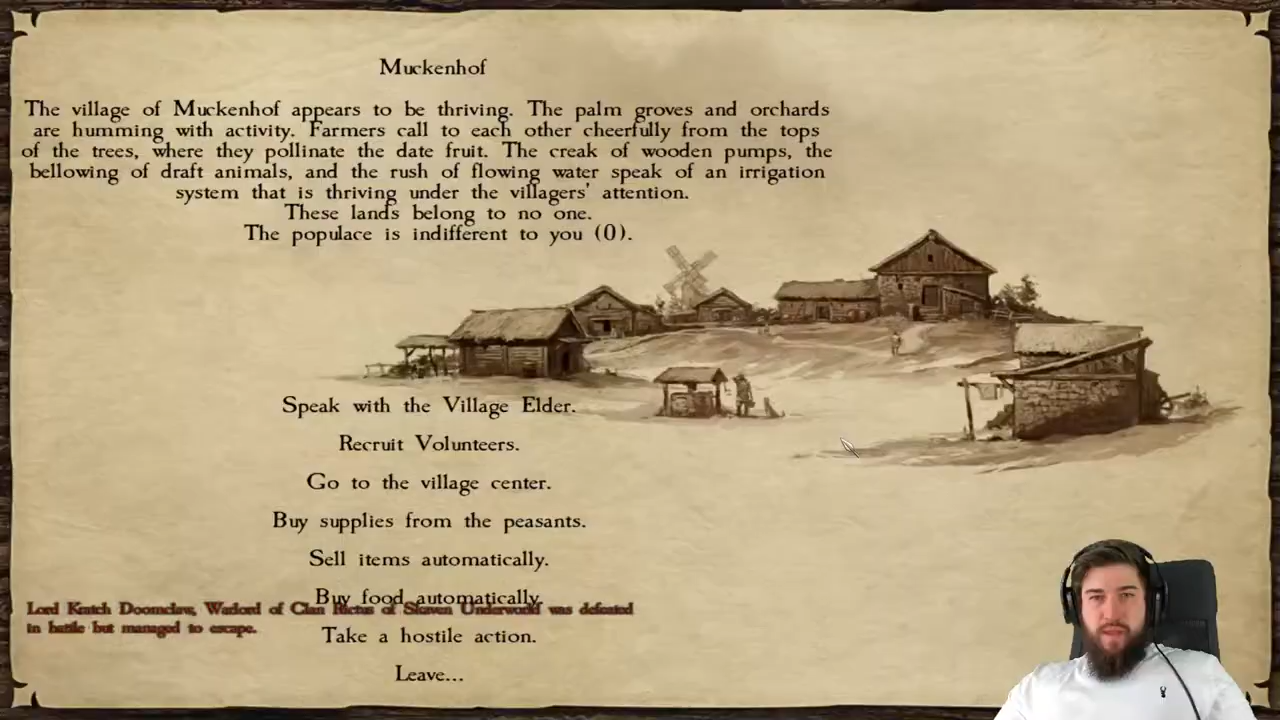 Muckenhof
The village of Muckenhof appears to be thriving. The palm groves and orchards
are humming with activity. Farmers call to each other cheerfully from the tops
of the trees, where they pollinate the date fruit. The creak of wooden pumps, the
bellowing of draft animals, and the rush of flowing water speak of an irrigation
system that is thriving under the villagers' attention.
These lands belong to no one.
The populace is indifferent to you (0).
Speak with the Village Elder.
Recruit Volunteers.
Go to the village center.
Buy supplies from the peasants.
Sell items automatically.
Buy food automatically.
Lord Kratch Doomclaw, Warlord of Clan Rictus of Skaven Underworld was defeated
in battle but managed to escape.
Take a hostile action.
Leave...